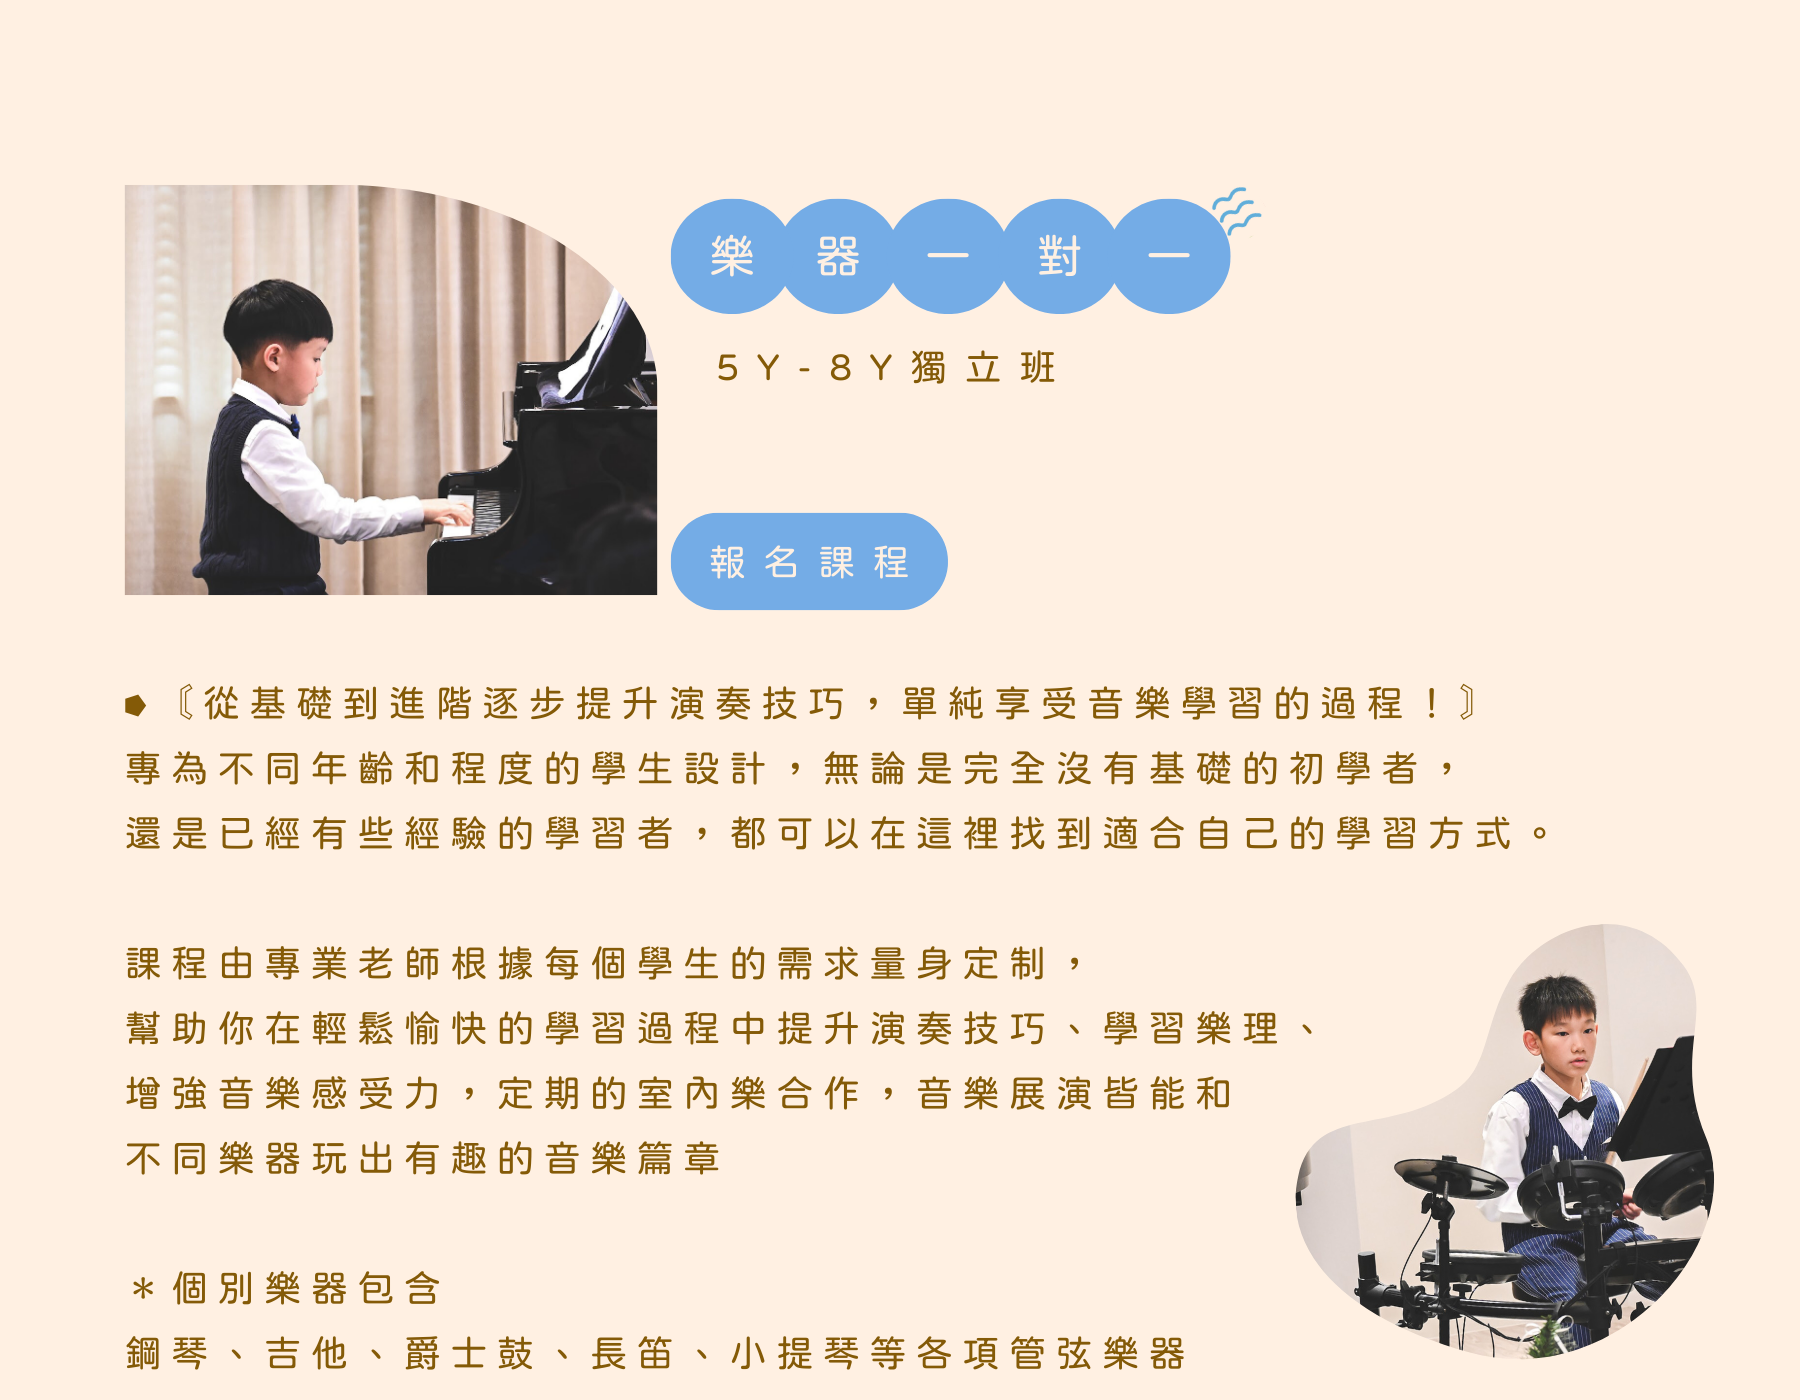 樂器一對一
5Y-8Y獨立班
報名課程
〘從基礎到進階逐步提升演奏技巧，單純享受音樂學習的過程！〙
專為不同年齡和程度的學生設計，無論是完全沒有基礎的初學者，
還是已經有些經驗的學習者，都可以在這裡找到適合自己的學習方式。
課程由專業老師根據每個學生的需求量身定制，
幫助你在輕鬆愉快的學習過程中提升演奏技巧、學習樂理、
增強音樂感受力，定期的室內樂合作，音樂展演皆能和
不同樂器玩出有趣的音樂篇章
＊個別樂器包含
鋼琴、吉他、爵士鼓、長笛、小提琴等各項管弦樂器